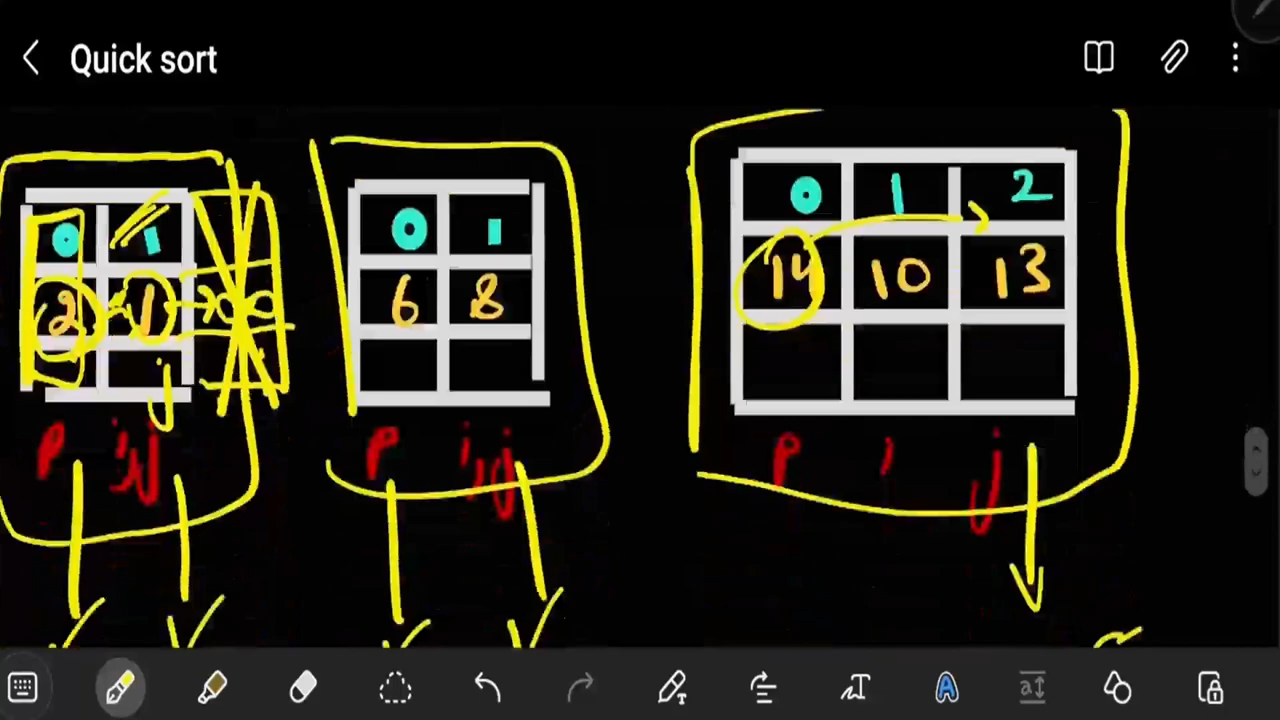 Quick sort
0 1
2 1 ∞
j
p i,j
0 1
6 8
p i,j
0 1 2
14 10 13
p i j